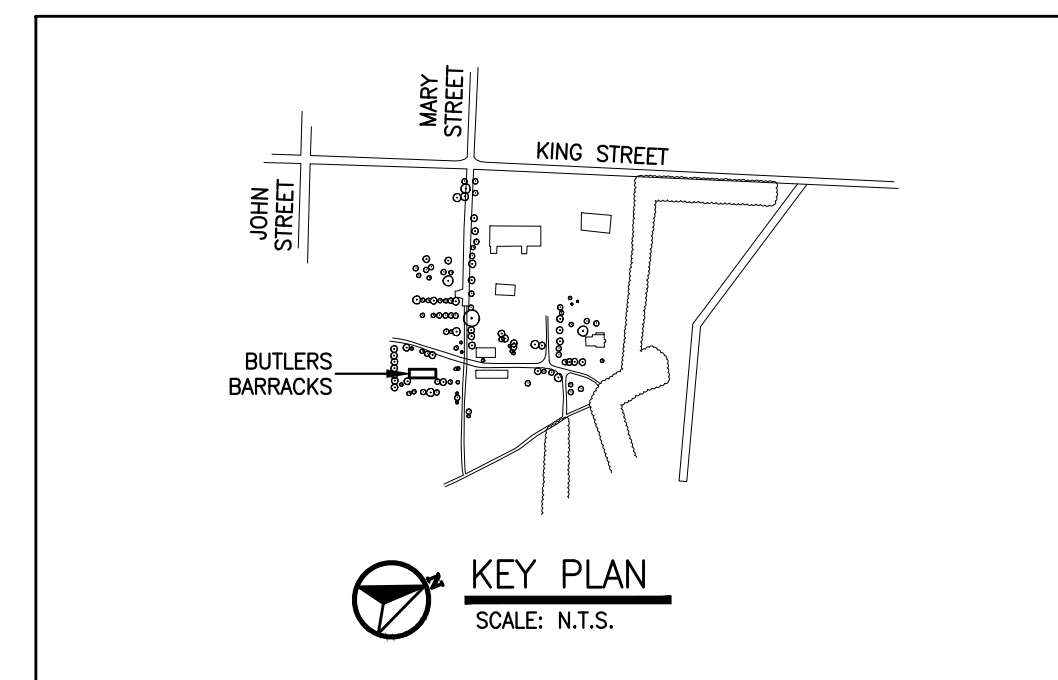 MARY
STREET
KING STREET
JOHN
STREET
BUTLERS
BARRACKS
N
KEY PLAN
SCALE: N.T.S.